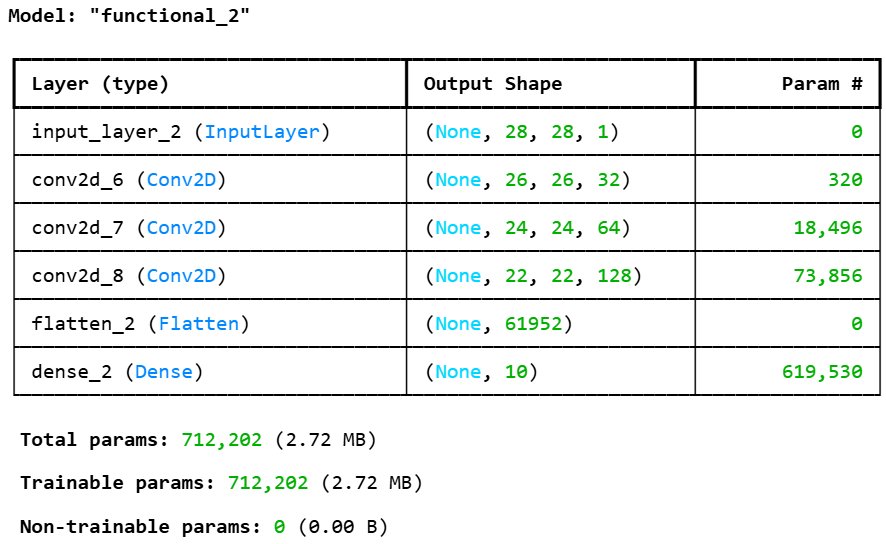 Model: "functional_2"
Layer (type) Output Shape Param #
input_layer_2 (InputLayer) (None, 28, 28, 1) 0
conv2d_6 (Conv2D) (None, 26, 26, 32) 320
conv2d_7 (Conv2D) (None, 24, 24, 64) 18,496
conv2d_8 (Conv2D) (None, 22, 22, 128) 73,856
flatten_2 (Flatten) (None, 61952) 0
dense_2 (Dense) (None, 10) 619,530
Total params: 712,202 (2.72 MB)
Trainable params: 712,202 (2.72 MB)
Non-trainable params: 0 (0.00 B)